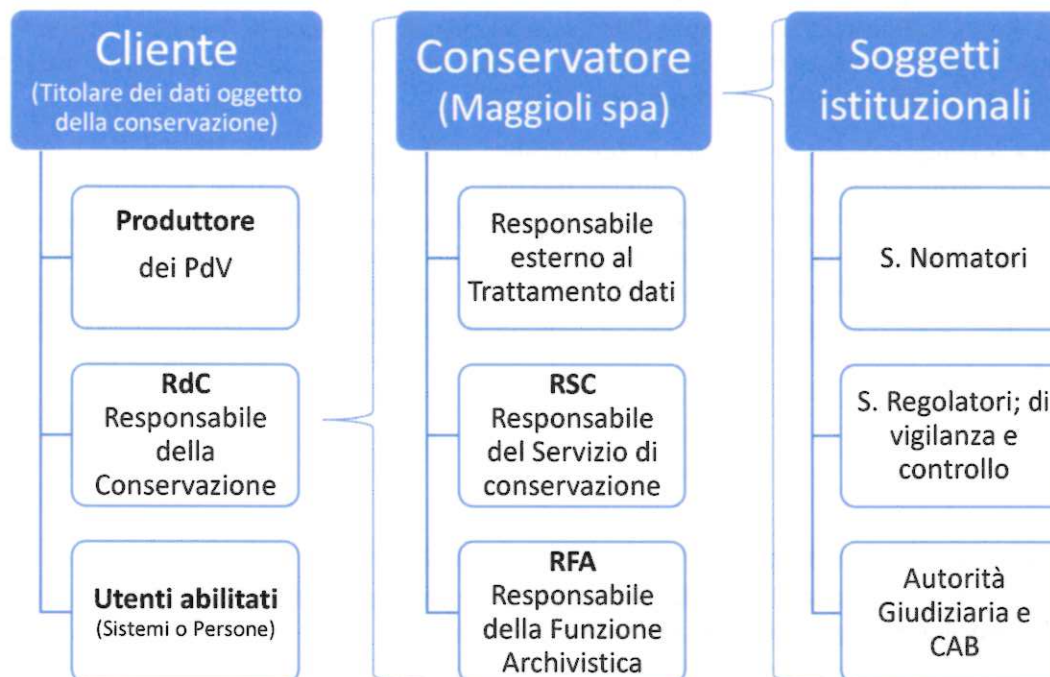 Cliente
(Titolare dei dati oggetto
della conservazione)
Produttore
dei PdV
RdC
Responsabile
della
Conservazione
Utenti abilitati
(Sistemi o Persone)
Conservatore
(Maggioli spa)
Responsabile
esterno al
Trattamento dati
RSC
Responsabile
del Servizio di
conservazione
RFA
Responsabile
della Funzione
Archivistica
Soggetti
istituzionali
S. Nomatori
S. Regolatori; di
vigilanza e
controllo
Autorità
Giudiziaria e
CAB